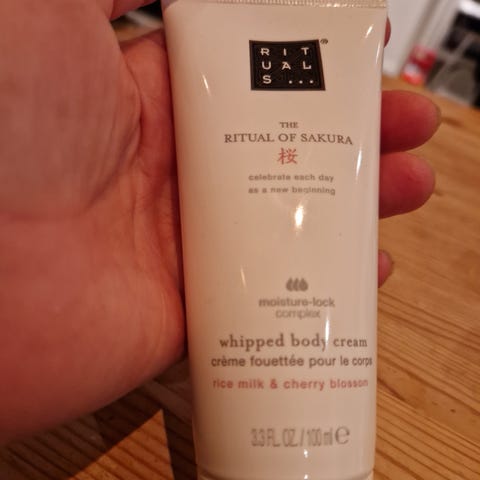 RIT
UAL
S...®
THE
RITUAL OF SAKURA
桜
celebrate each day
as a new beginning
moisture-lock
complex
whipped body cream
crème fouettée pour le corps
rice milk & cherry blossom
3.3 FL. OZ. / 100 ml ℮